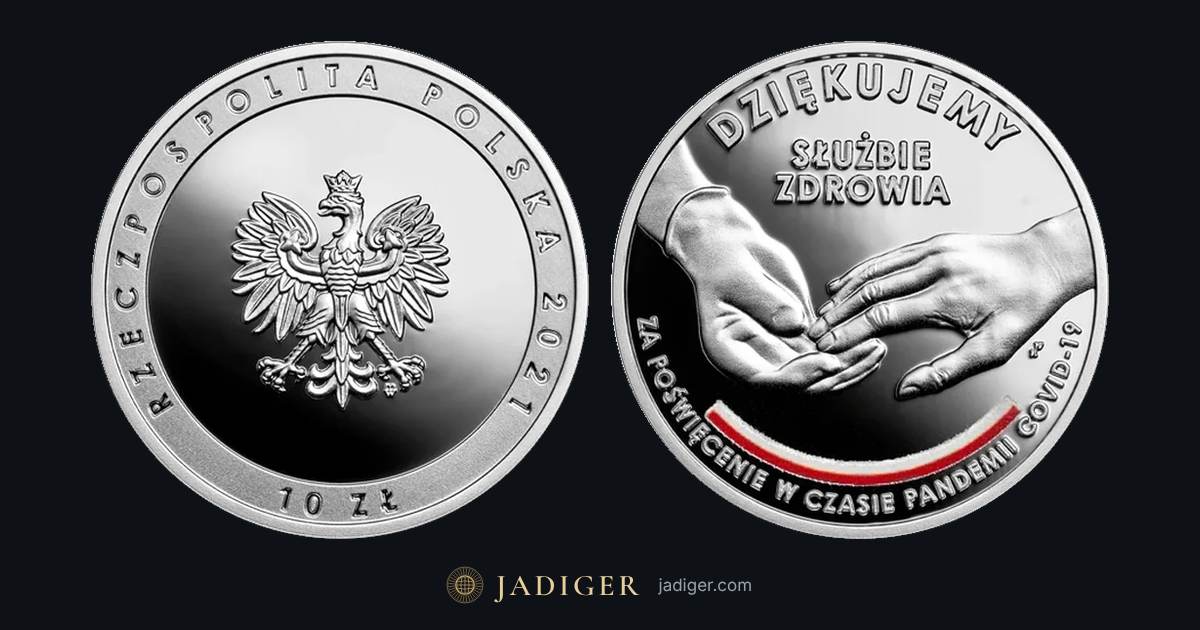 RZECZPOSPOLITA POLSKA 2021
10 ZŁ
DZIĘKUJEMY
SŁUŻBIE
ZDROWIA
ZA POŚWIĘCENIE W CZASIE PANDEMII COVID-19
JADIGER jadiger.com